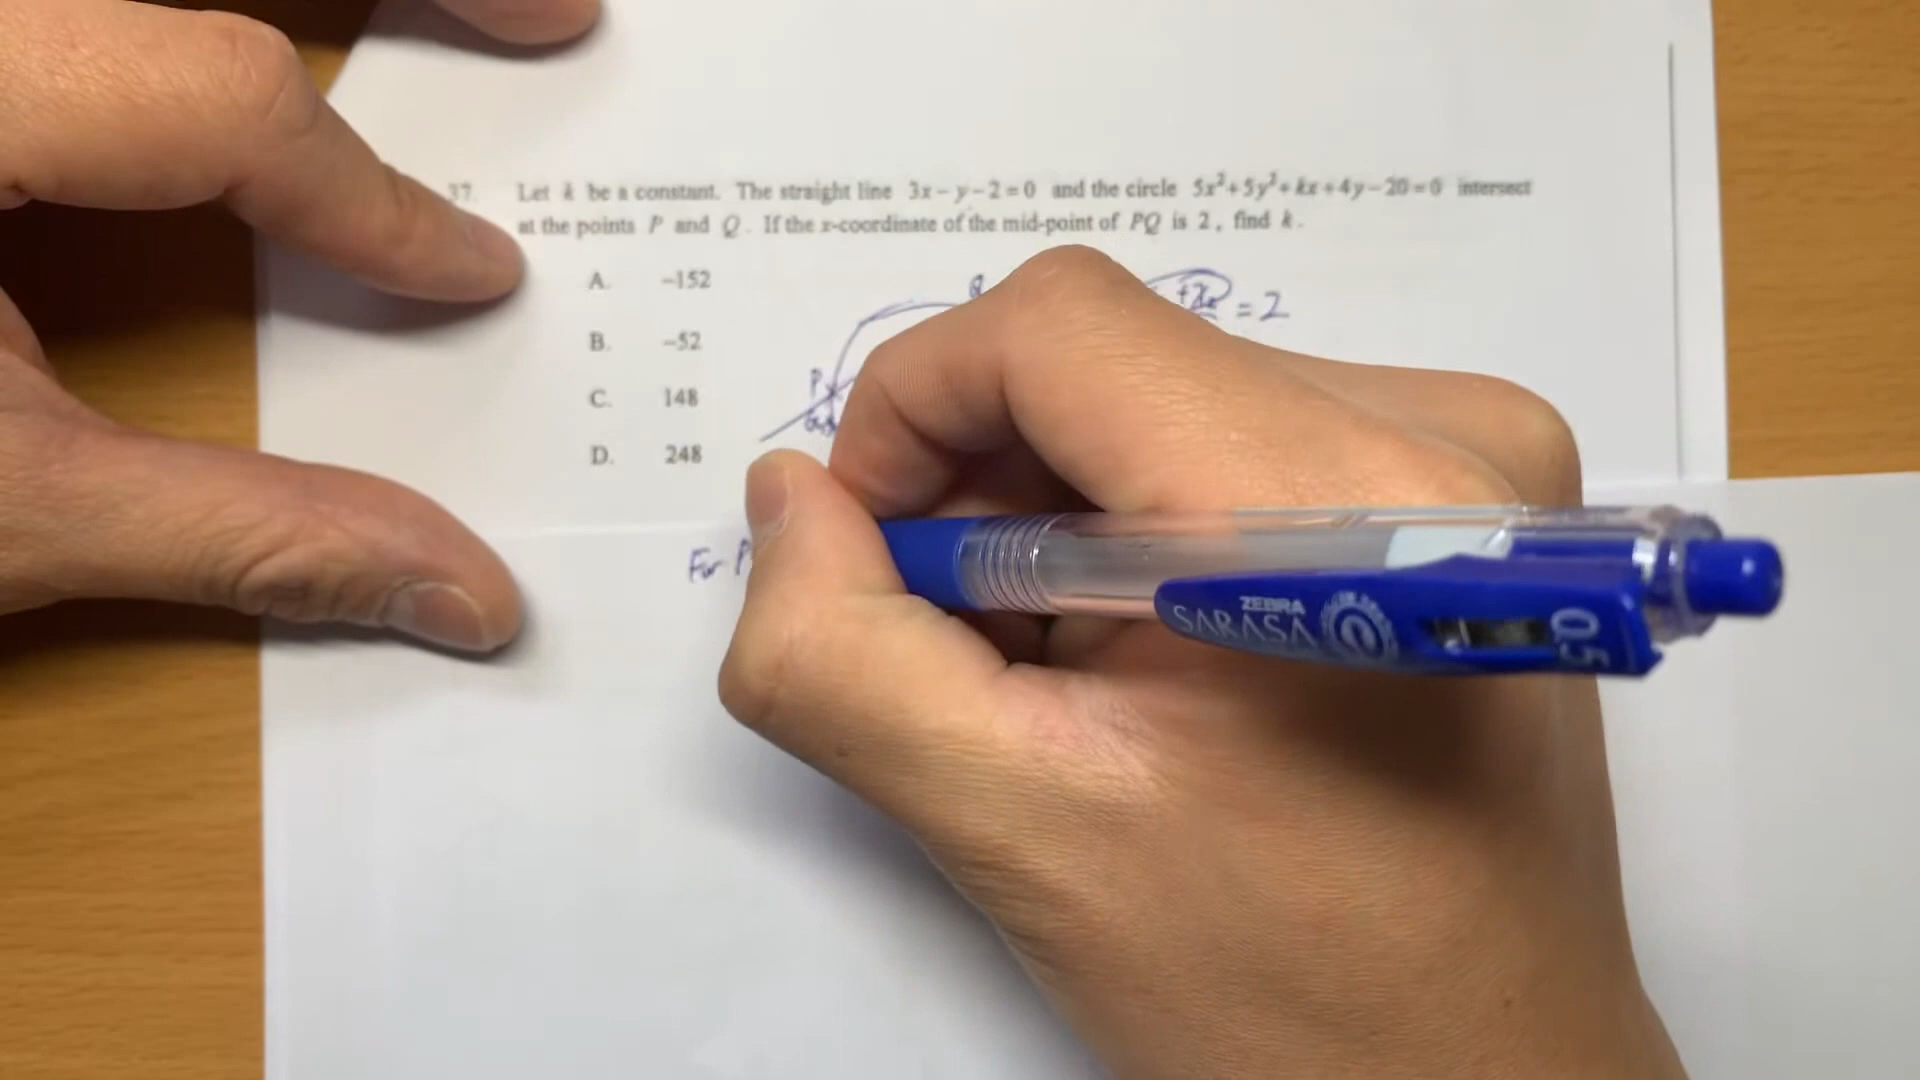 37. Let k be a constant. The straight line 3x−y−2=0 and the circle 5x²+5y²+kx+4y−20=0 intersect
at the points P and Q. If the x-coordinate of the mid-point of PQ is 2, find k.
A. −152
B. −52
C. 148
D. 248
Q
= 2
P
For P
ZEBRA
SARASA
0.5